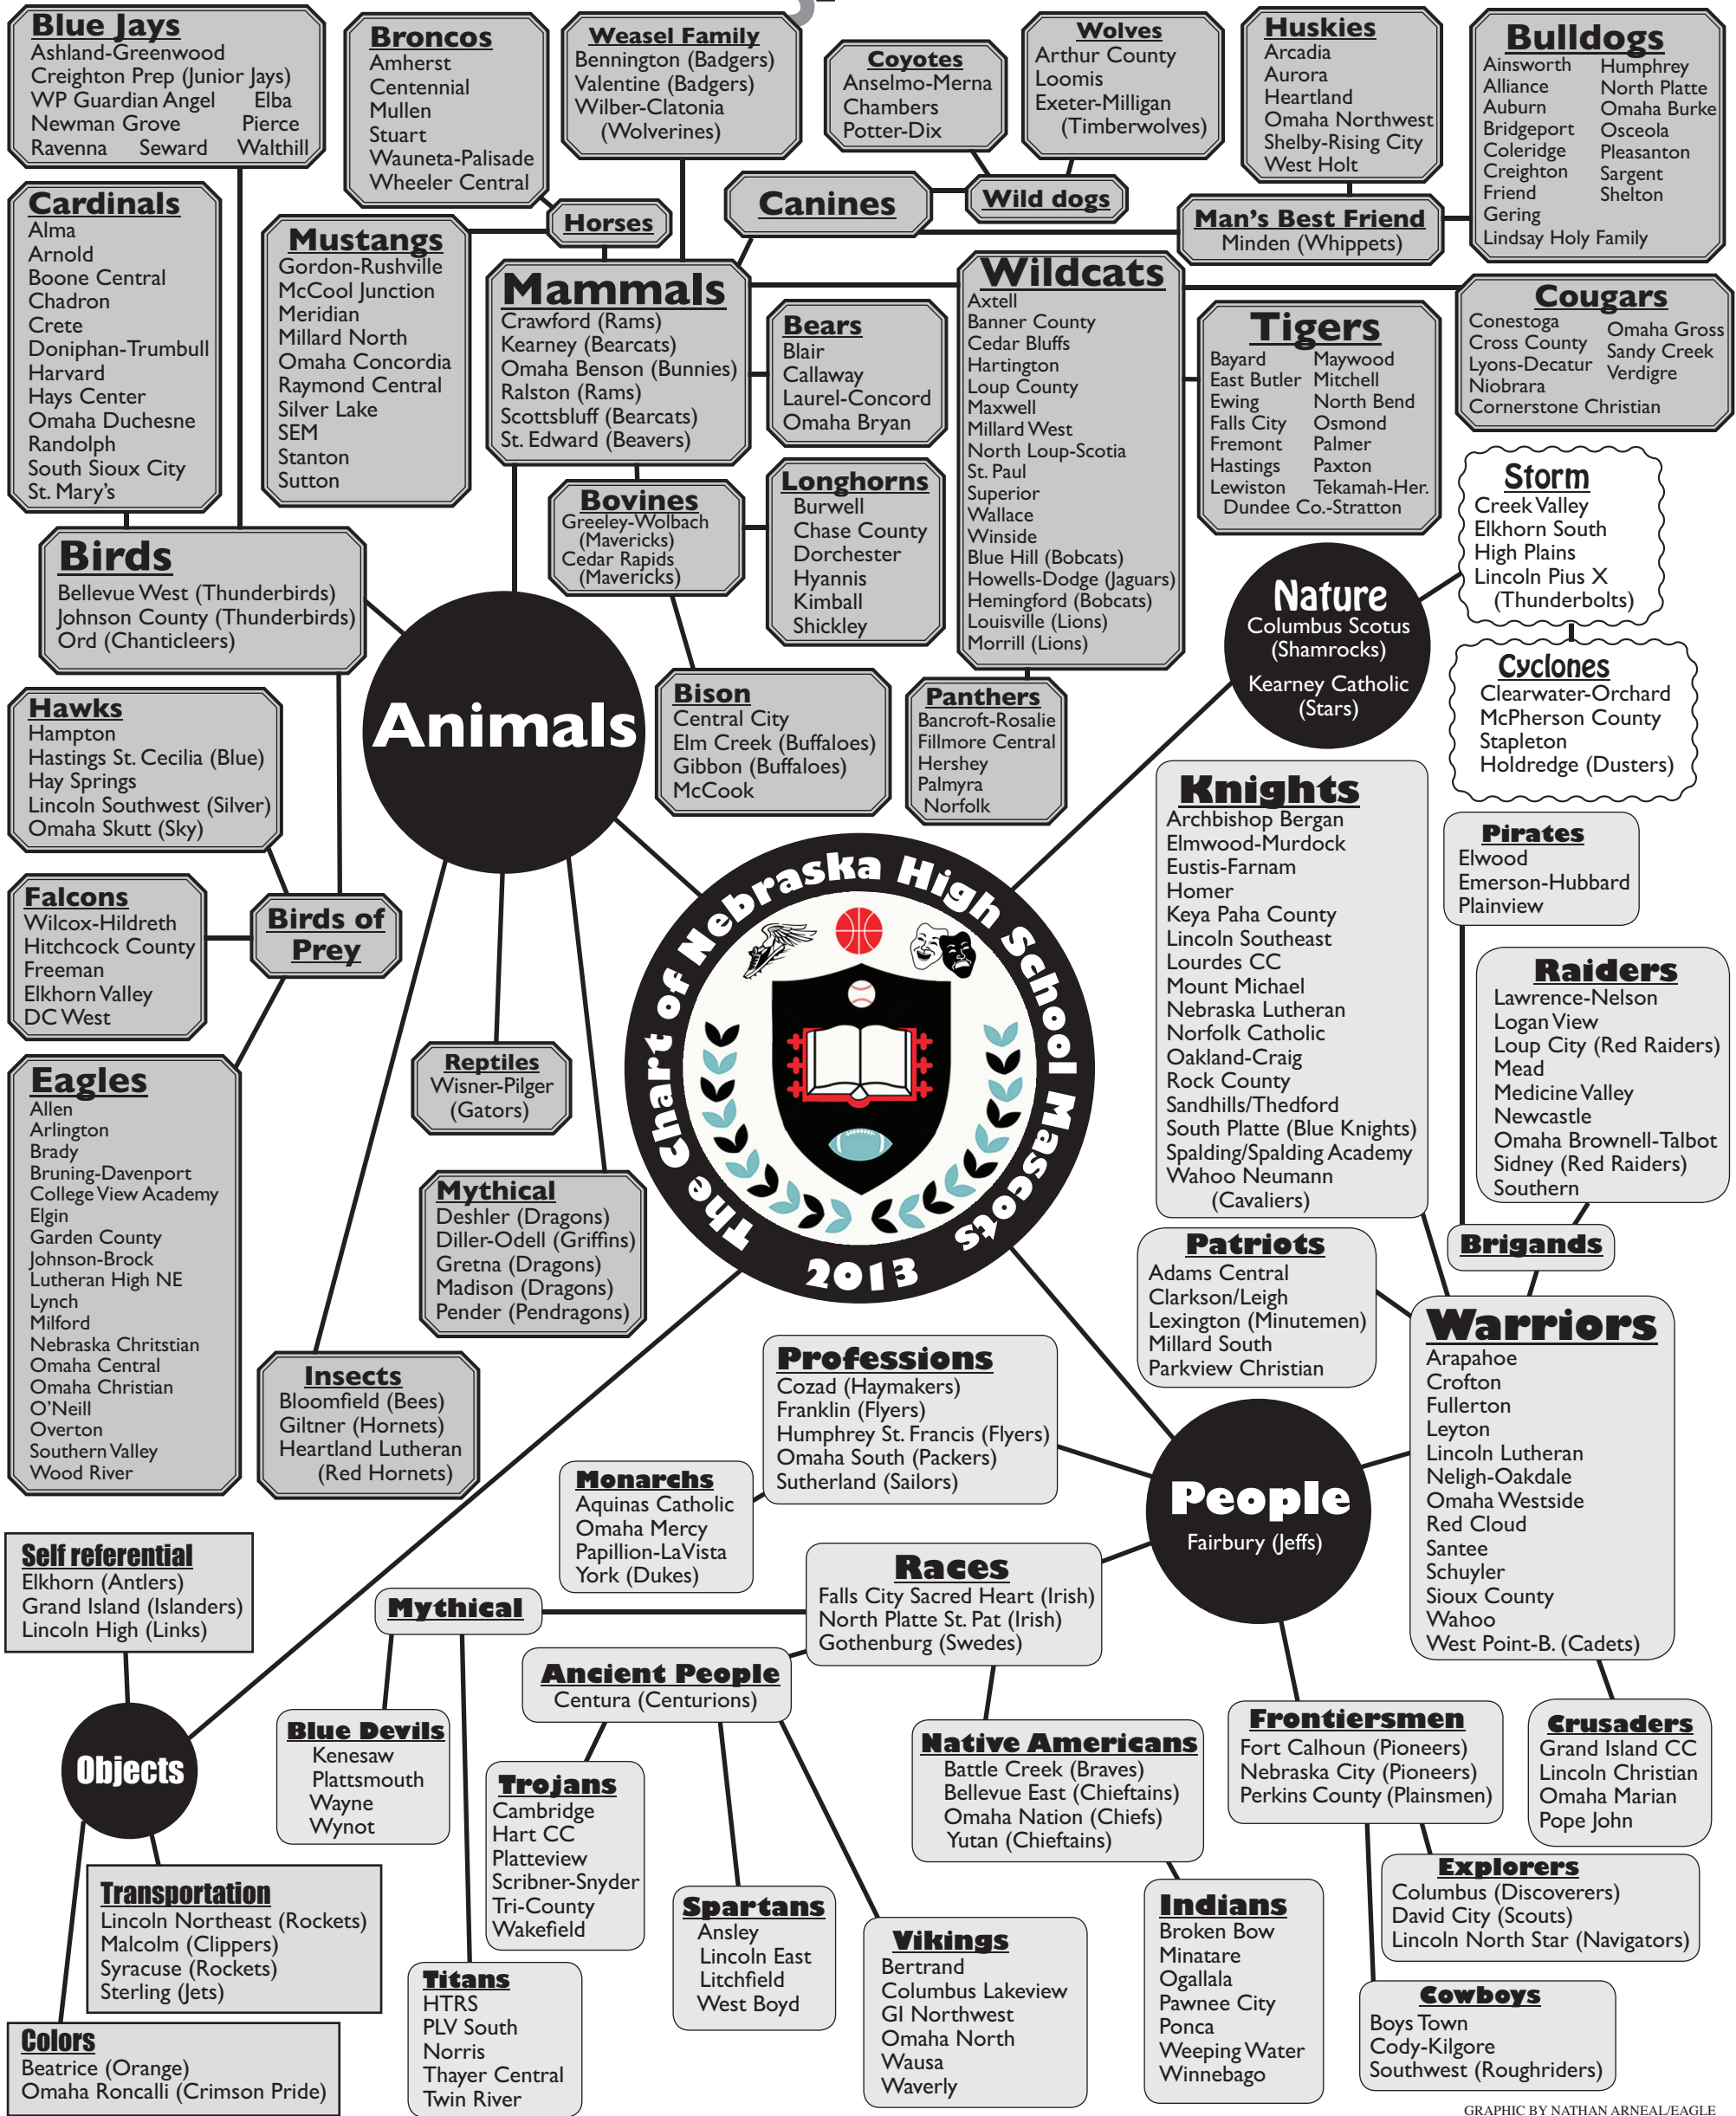 Blue Jays
Ashland-Greenwood
Creighton Prep (Junior Jays)
WP Guardian Angel Elba
Newman Grove Pierce
Ravenna Seward Walthill
Broncos
Amherst
Centennial
Mullen
Stuart
Wauneta-Palisade
Wheeler Central
Weasel Family
Bennington (Badgers)
Valentine (Badgers)
Wilber-Clatonia
(Wolverines)
Coyotes
Anselmo-Merna
Chambers
Potter-Dix
Wolves
Arthur County
Loomis
Exeter-Milligan
(Timberwolves)
Huskies
Arcadia
Aurora
Heartland
Omaha Northwest
Shelby-Rising City
West Holt
Bulldogs
Ainsworth
Alliance
Auburn
Bridgeport
Coleridge
Creighton
Friend
Gering
Lindsay Holy Family
Humphrey
North Platte
Omaha Burke
Osceola
Pleasanton
Sargent
Shelton
Cardinals
Alma
Arnold
Boone Central
Chadron
Crete
Doniphan-Trumbull
Harvard
Hays Center
Omaha Duchesne
Randolph
South Sioux City
St. Mary's
Mustangs
Gordon-Rushville
McCool Junction
Meridian
Millard North
Omaha Concordia
Raymond Central
Silver Lake
SEM
Stanton
Sutton
Horses
Canines
Wild dogs
Man's Best Friend
Minden (Whippets)
Mammals
Crawford (Rams)
Kearney (Bearcats)
Omaha Benson (Bunnies)
Ralston (Rams)
Scottsbluff (Bearcats)
St. Edward (Beavers)
Bears
Blair
Callaway
Laurel-Concord
Omaha Bryan
Wildcats
Axtell
Banner County
Cedar Bluffs
Hartington
Loup County
Maxwell
Millard West
North Loup-Scotia
St. Paul
Superior
Wallace
Winside
Blue Hill (Bobcats)
Howells-Dodge (Jaguars)
Hemingford (Bobcats)
Louisville (Lions)
Morrill (Lions)
Tigers
Bayard
East Butler
Ewing
Falls City
Fremont
Hastings
Lewiston
Maywood
Mitchell
North Bend
Osmond
Palmer
Paxton
Tekamah-Her.
Dundee Co.-Stratton
Cougars
Conestoga
Cross County
Lyons-Decatur
Niobrara
Cornerstone Christian
Omaha Gross
Sandy Creek
Verdigre
Bovines
Greeley-Wolbach
(Mavericks)
Cedar Rapids
(Mavericks)
Longhorns
Burwell
Chase County
Dorchester
Hyannis
Kimball
Shickley
Storm
Creek Valley
Elkhorn South
High Plains
Lincoln Pius X
(Thunderbolts)
Birds
Bellevue West (Thunderbirds)
Johnson County (Thunderbirds)
Ord (Chanticleers)
Nature
Columbus Scotus
(Shamrocks)
Kearney Catholic
(Stars)
Cyclones
Clearwater-Orchard
McPherson County
Stapleton
Holdredge (Dusters)
Animals
Bison
Central City
Elm Creek (Buffaloes)
Gibbon (Buffaloes)
McCook
Panthers
Bancroft-Rosalie
Fillmore Central
Hershey
Palmyra
Norfolk
Hawks
Hampton
Hastings St. Cecilia (Blue)
Hay Springs
Lincoln Southwest (Silver)
Omaha Skutt (Sky)
Falcons
Wilcox-Hildreth
Hitchcock County
Freeman
Elkhorn Valley
DC West
Birds of
Prey
Eagles
Allen
Arlington
Brady
Bruning-Davenport
College View Academy
Elgin
Garden County
Johnson-Brock
Lutheran High NE
Lynch
Milford
Nebraska Chritstian
Omaha Central
Omaha Christian
O'Neill
Overton
Southern Valley
Wood River
Reptiles
Wisner-Pilger
(Gators)
Mythical
Deshler (Dragons)
Diller-Odell (Griffins)
Gretna (Dragons)
Madison (Dragons)
Pender (Pendragons)
Insects
Bloomfield (Bees)
Giltner (Hornets)
Heartland Lutheran
(Red Hornets)
The Chart of Nebraska High School Mascots
2013
Knights
Archbishop Bergan
Elmwood-Murdock
Eustis-Farnam
Homer
Keya Paha County
Lincoln Southeast
Lourdes CC
Mount Michael
Nebraska Lutheran
Norfolk Catholic
Oakland-Craig
Rock County
Sandhills/Thedford
South Platte (Blue Knights)
Spalding/Spalding Academy
Wahoo Neumann
(Cavaliers)
Pirates
Elwood
Emerson-Hubbard
Plainview
Raiders
Lawrence-Nelson
Logan View
Loup City (Red Raiders)
Mead
Medicine Valley
Newcastle
Omaha Brownell-Talbot
Sidney (Red Raiders)
Southern
Brigands
Patriots
Adams Central
Clarkson/Leigh
Lexington (Minutemen)
Millard South
Parkview Christian
Warriors
Arapahoe
Crofton
Fullerton
Leyton
Lincoln Lutheran
Neligh-Oakdale
Omaha Westside
Red Cloud
Santee
Schuyler
Sioux County
Wahoo
West Point-B. (Cadets)
Professions
Cozad (Haymakers)
Franklin (Flyers)
Humphrey St. Francis (Flyers)
Omaha South (Packers)
Sutherland (Sailors)
Monarchs
Aquinas Catholic
Omaha Mercy
Papillion-LaVista
York (Dukes)
People
Fairbury (Jeffs)
Races
Falls City Sacred Heart (Irish)
North Platte St. Pat (Irish)
Gothenburg (Swedes)
Self referential
Elkhorn (Antlers)
Grand Island (Islanders)
Lincoln High (Links)
Mythical
Ancient People
Centura (Centurions)
Objects
Blue Devils
Kenesaw
Plattsmouth
Wayne
Wynot
Trojans
Cambridge
Hart CC
Platteview
Scribner-Snyder
Tri-County
Wakefield
Native Americans
Battle Creek (Braves)
Bellevue East (Chieftains)
Omaha Nation (Chiefs)
Yutan (Chieftains)
Frontiersmen
Fort Calhoun (Pioneers)
Nebraska City (Pioneers)
Perkins County (Plainsmen)
Crusaders
Grand Island CC
Lincoln Christian
Omaha Marian
Pope John
Transportation
Lincoln Northeast (Rockets)
Malcolm (Clippers)
Syracuse (Rockets)
Sterling (Jets)
Colors
Beatrice (Orange)
Omaha Roncalli (Crimson Pride)
Titans
HTRS
PLV South
Norris
Thayer Central
Twin River
Spartans
Ansley
Lincoln East
Litchfield
West Boyd
Vikings
Bertrand
Columbus Lakeview
GI Northwest
Omaha North
Wausa
Waverly
Indians
Broken Bow
Minatare
Ogallala
Pawnee City
Ponca
Weeping Water
Winnebago
Explorers
Columbus (Discoverers)
David City (Scouts)
Lincoln North Star (Navigators)
Cowboys
Boys Town
Cody-Kilgore
Southwest (Roughriders)
GRAPHIC BY NATHAN ARNEAL/EAGLE